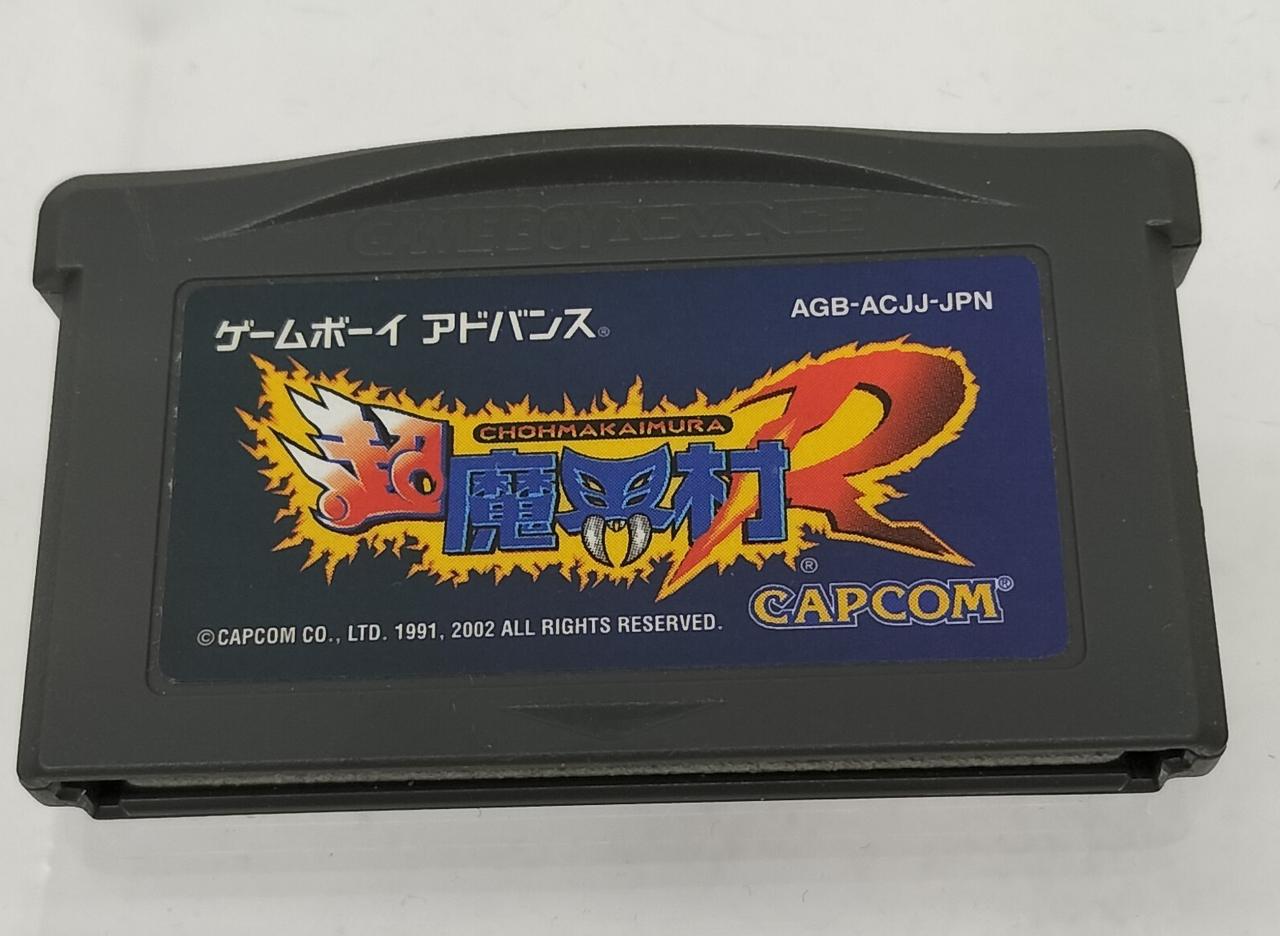 GAME BOY ADVANCE
ゲームボーイ アドバンス®
AGB-ACJJ-JPN
CHOHMAKAIMURA
超魔界村R
®
CAPCOM®
©CAPCOM CO., LTD. 1991, 2002 ALL RIGHTS RESERVED.